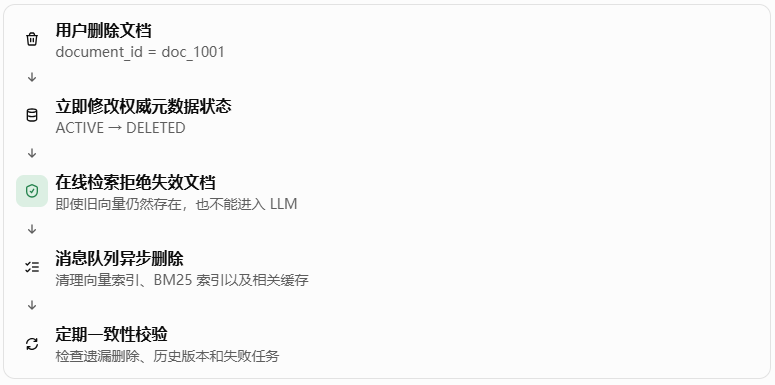 用户删除文档
document_id = doc_1001
立即修改权威元数据状态
ACTIVE → DELETED
在线检索拒绝失效文档
即使旧向量仍然存在，也不能进入 LLM
消息队列异步删除
清理向量索引、BM25 索引以及相关缓存
定期一致性校验
检查遗漏删除、历史版本和失败任务